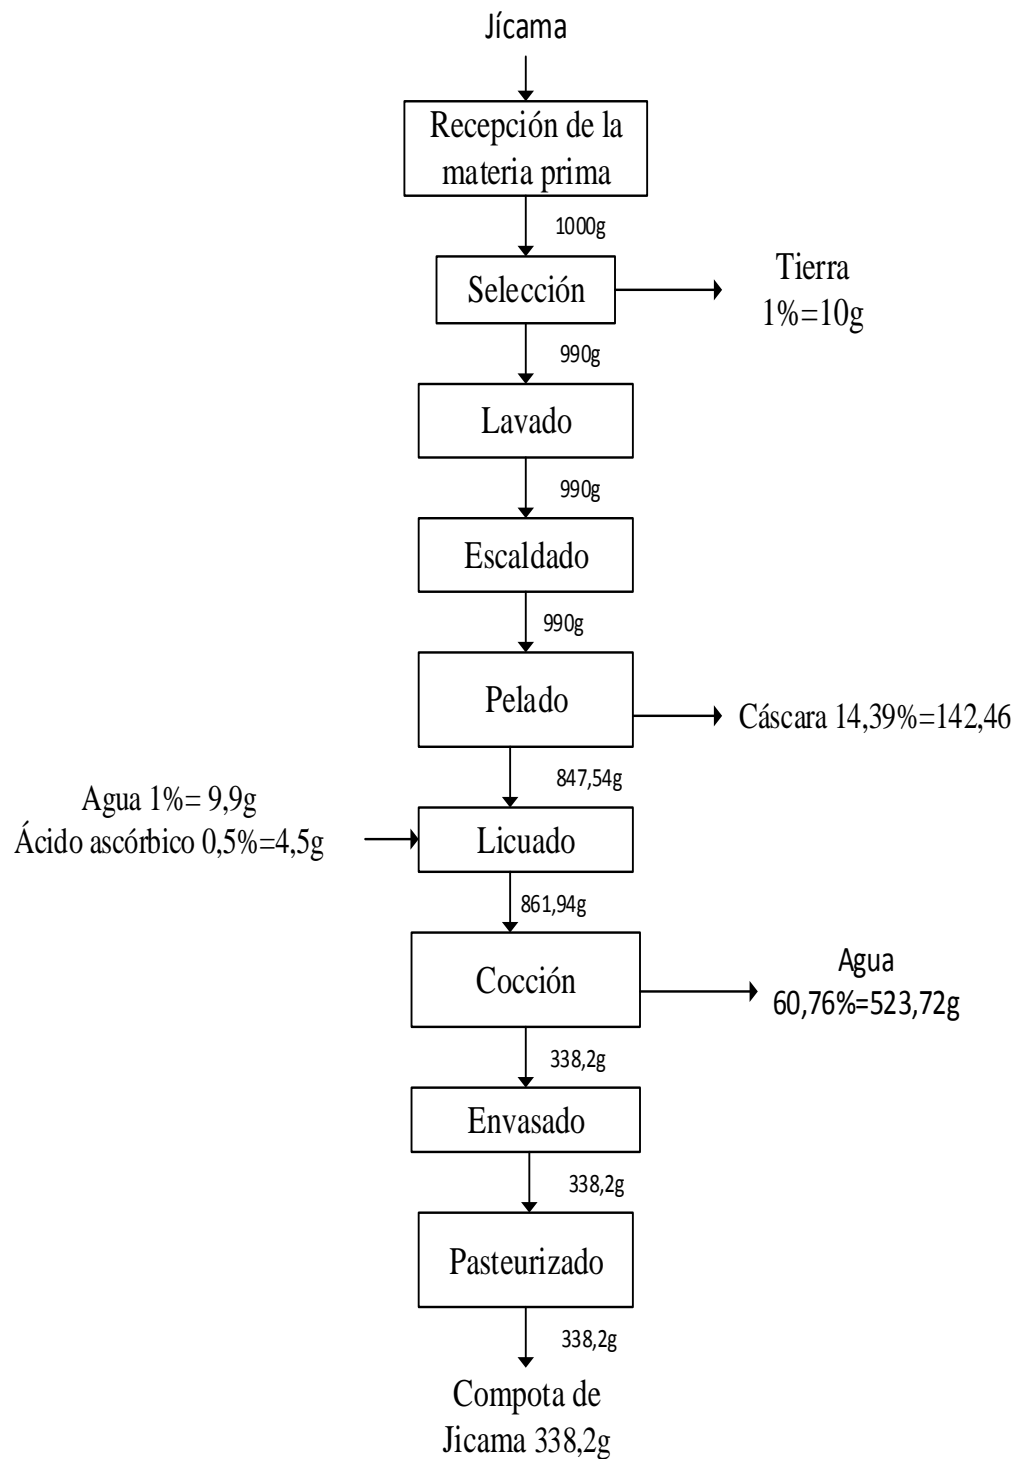 Jícama
Recepción de la
materia prima
1000g
Selección
Tierra
1%=10g
990g
Lavado
990g
Escaldado
990g
Pelado
Cáscara 14,39%=142,46
847,54g
Agua 1%= 9,9g
Ácido ascórbico 0,5%=4,5g
Licuado
861,94g
Cocción
Agua
60,76%=523,72g
338,2g
Envasado
338,2g
Pasteurizado
338,2g
Compota de
Jicama 338,2g